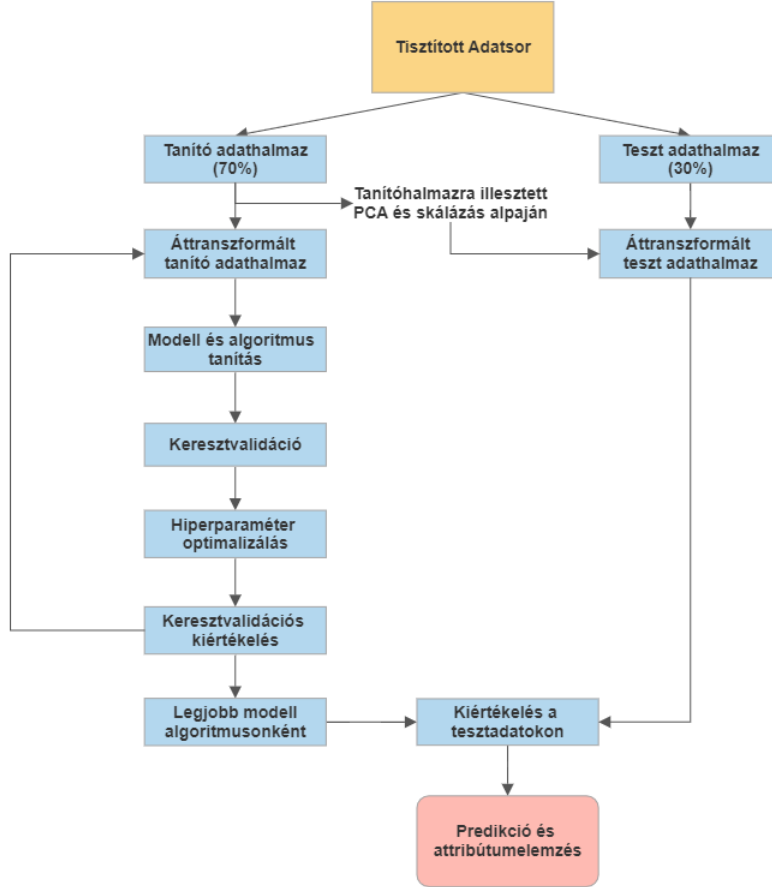 Tisztított Adatsor
Tanító adathalmaz
(70%)
Teszt adathalmaz
(30%)
Tanítóhalmazra illesztett
PCA és skálázás alpaján
Áttranszformált
tanító adathalmaz
Áttranszformált
teszt adathalmaz
Modell és algoritmus
tanítás
Keresztvalidáció
Hiperparaméter
optimalizálás
Keresztvalidációs
kiértékelés
Legjobb modell
algoritmusonként
Kiértékelés a
tesztadatokon
Predikció és
attribútumelemzés